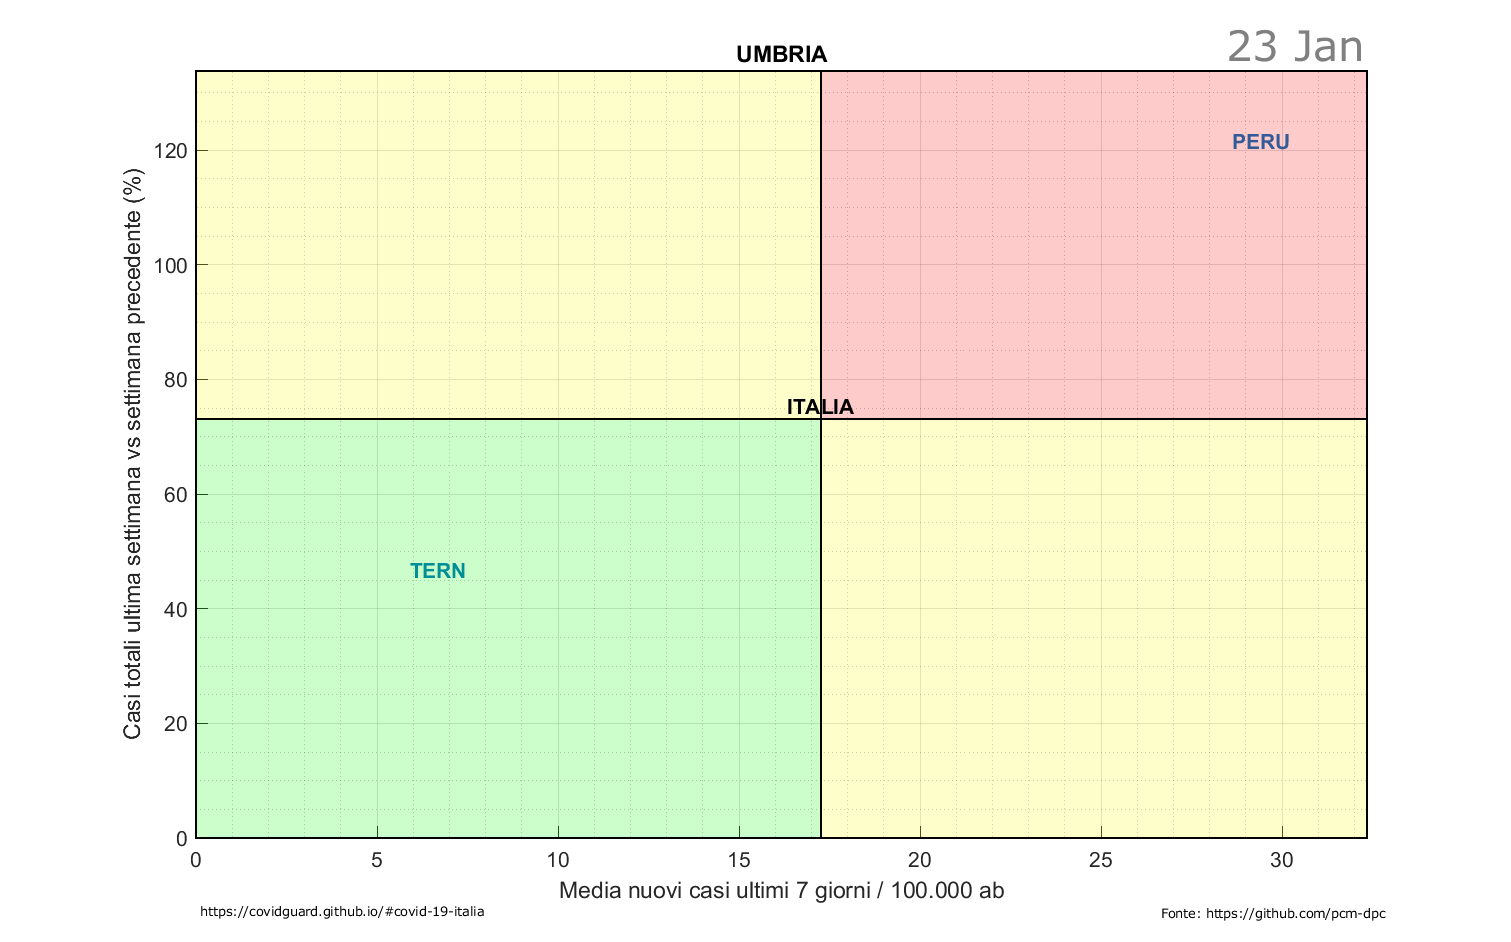 UMBRIA
23 Jan
PERU
ITALIA
TERN
Casi totali ultima settimana vs settimana precedente (%)
120
100
80
60
40
20
0
0 5 10 15 20 25 30
Media nuovi casi ultimi 7 giorni / 100.000 ab
https://covidguard.github.io/#covid-19-italia
Fonte: https://github.com/pcm-dpc